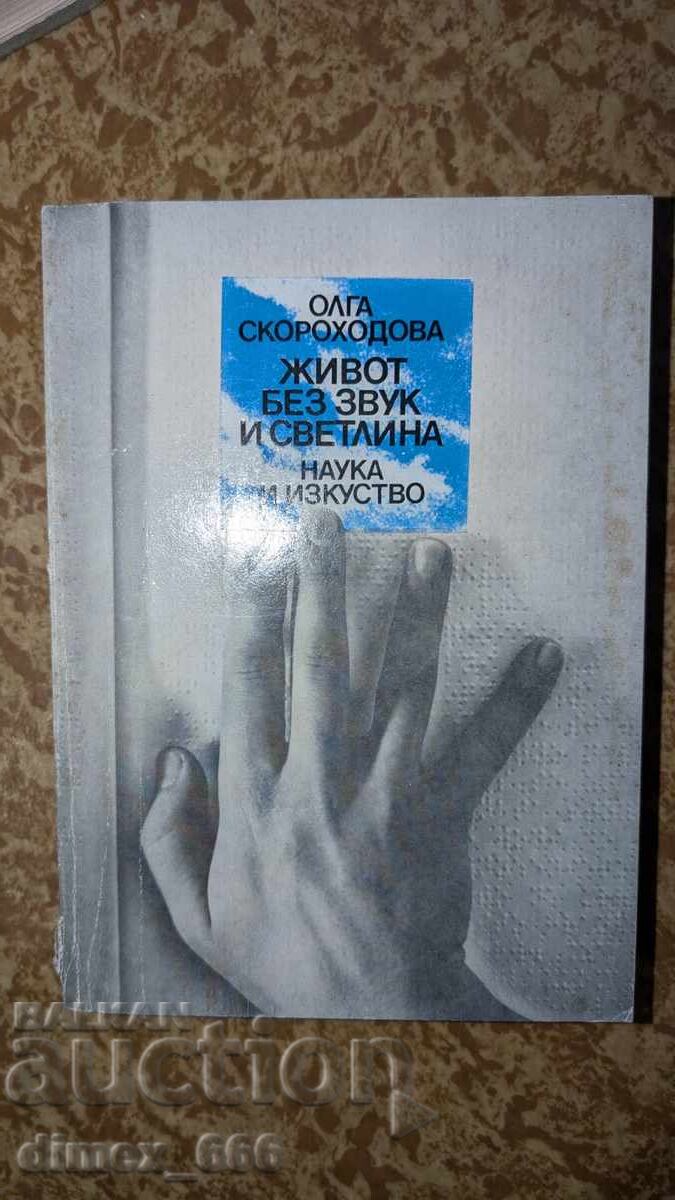 ОЛГА
СКОРОХОДОВА
ЖИВОТ
БЕЗ ЗВУК
И СВЕТЛИНА
НАУКА
И ИЗКУСТВО
BALKAN
auction
dimex_666